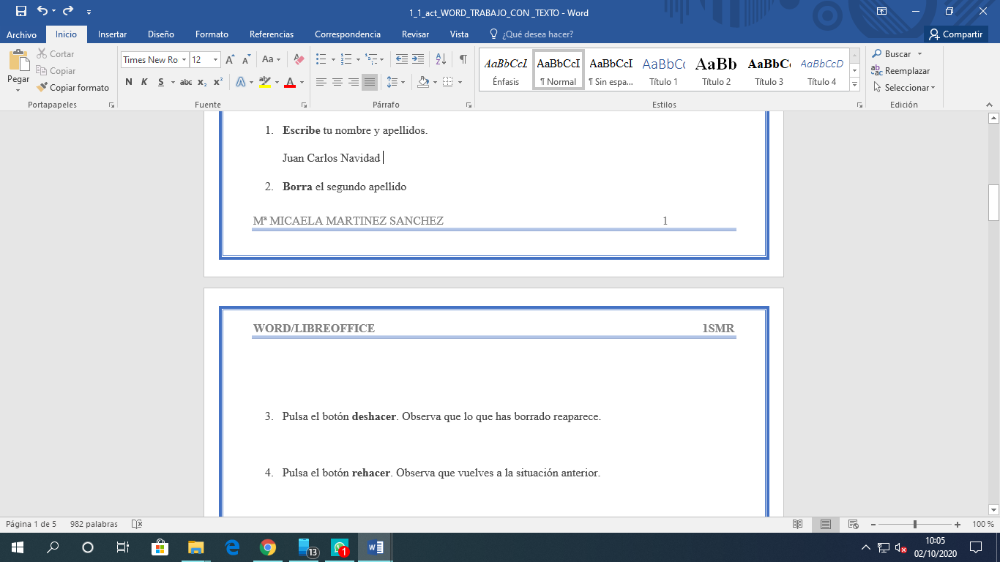 1_1_act_WORD_TRABAJO_CON _TEXTO - Word
Archivo Inicio Insertar Diseño Formato Referencias Correspondencia Revisar Vista ¿Qué desea hacer? Compartir
Pegar
Cortar
Copiar
Copiar formato
Portapapeles
Times New Ro 12 Aa
N K S abc x₂ x² A aby A
Fuente
Párrafo
AaBbCcL AaBbCcI AaBbCcI AaBbC AaBb AaBbC AaBbCcD
Énfasis ¶ Normal ¶ Sin espa... Título 1 Título 2 Título 3 Título 4
Estilos
Buscar
Reemplazar
Seleccionar
Edición
1. Escribe tu nombre y apellidos.
Juan Carlos Navidad
2. Borra el segundo apellido
Mª MICAELA MARTINEZ SANCHEZ 1
WORD/LIBREOFFICE 1SMR
3. Pulsa el botón deshacer. Observa que lo que has borrado reaparece.
4. Pulsa el botón rehacer. Observa que vuelves a la situación anterior.
Página 1 de 5 982 palabras 100 %
13 1 10:05
02/10/2020